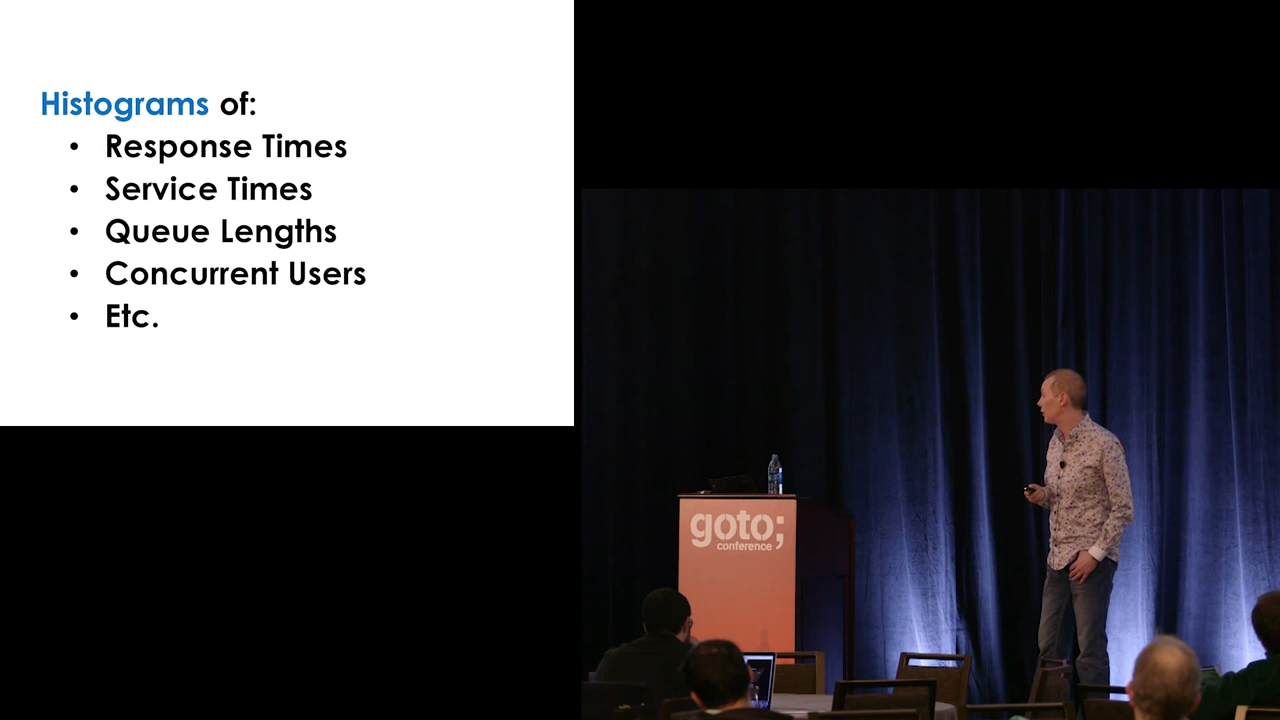 Histograms of:
• Response Times
• Service Times
• Queue Lengths
• Concurrent Users
• Etc.
goto;
conference